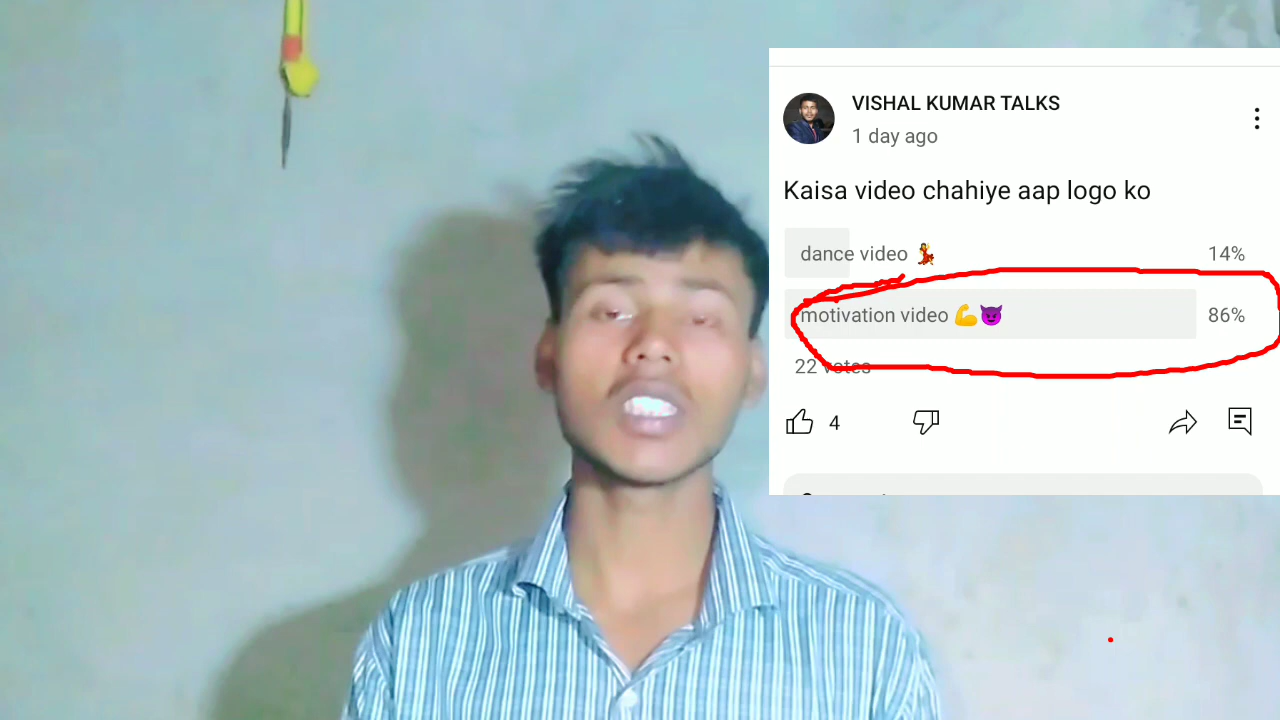 VISHAL KUMAR TALKS
1 day ago
Kaisa video chahiye aap logo ko
dance video 💃 14%
motivation video 💪😈 86%
22 votes
4